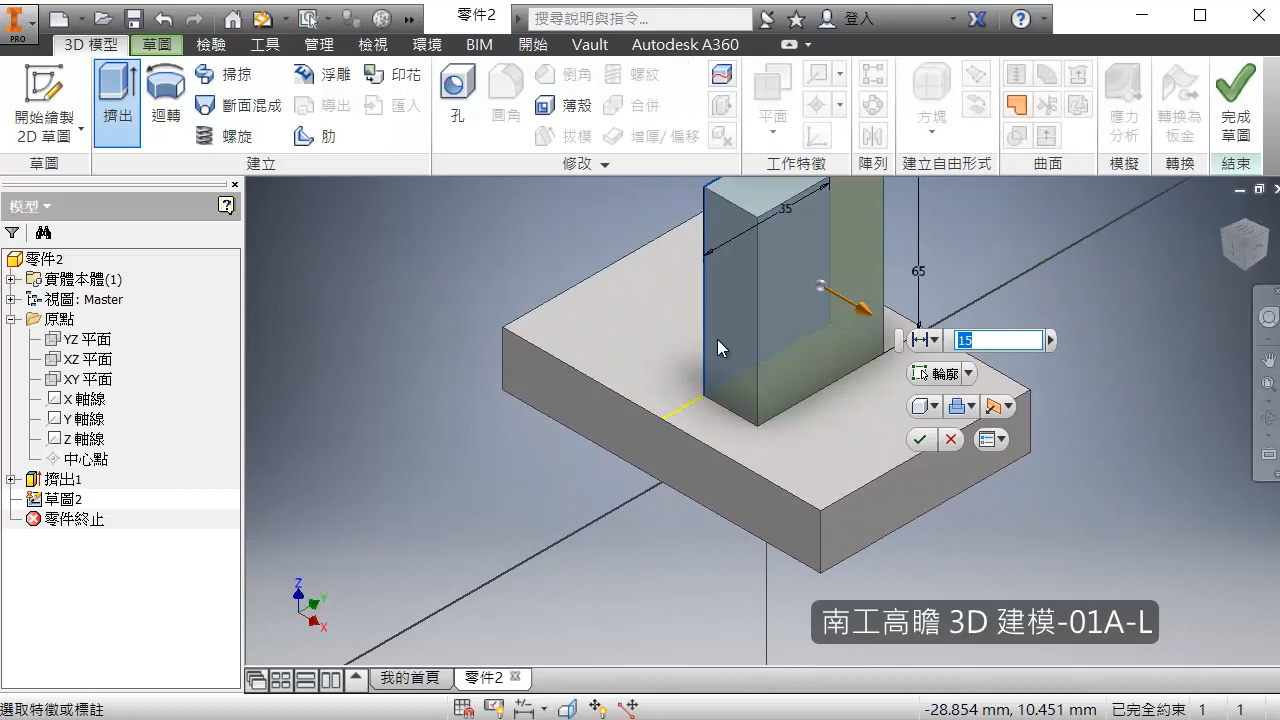 PRO
零件2
搜尋說明與指令...
登入
3D 模型
草圖
檢驗
工具
管理
檢視
環境
BIM
開始
Vault
Autodesk A360
開始繪製
2D 草圖
擠出
迴轉
掃掠
斷面混成
螺旋
浮雕
導出
肋
印花
匯入
孔
圓角
倒角
薄殼
拔模
螺紋
合併
增厚/ 偏移
平面
方塊
應力
分析
轉換為
板金
完成
草圖
草圖
建立
修改
工作特徵
陣列
建立自由形式
曲面
模擬
轉換
結束
模型
零件2
實體本體(1)
視圖: Master
原點
YZ 平面
XZ 平面
XY 平面
X 軸線
Y 軸線
Z 軸線
中心點
擠出1
草圖2
零件終止
35
65
15
輪廓
Z
Y
X
南工高瞻 3D 建模-01A-L
我的首頁
零件2
選取特徵或標註
-28.854 mm, 10.451 mm
已完全約束
1
1